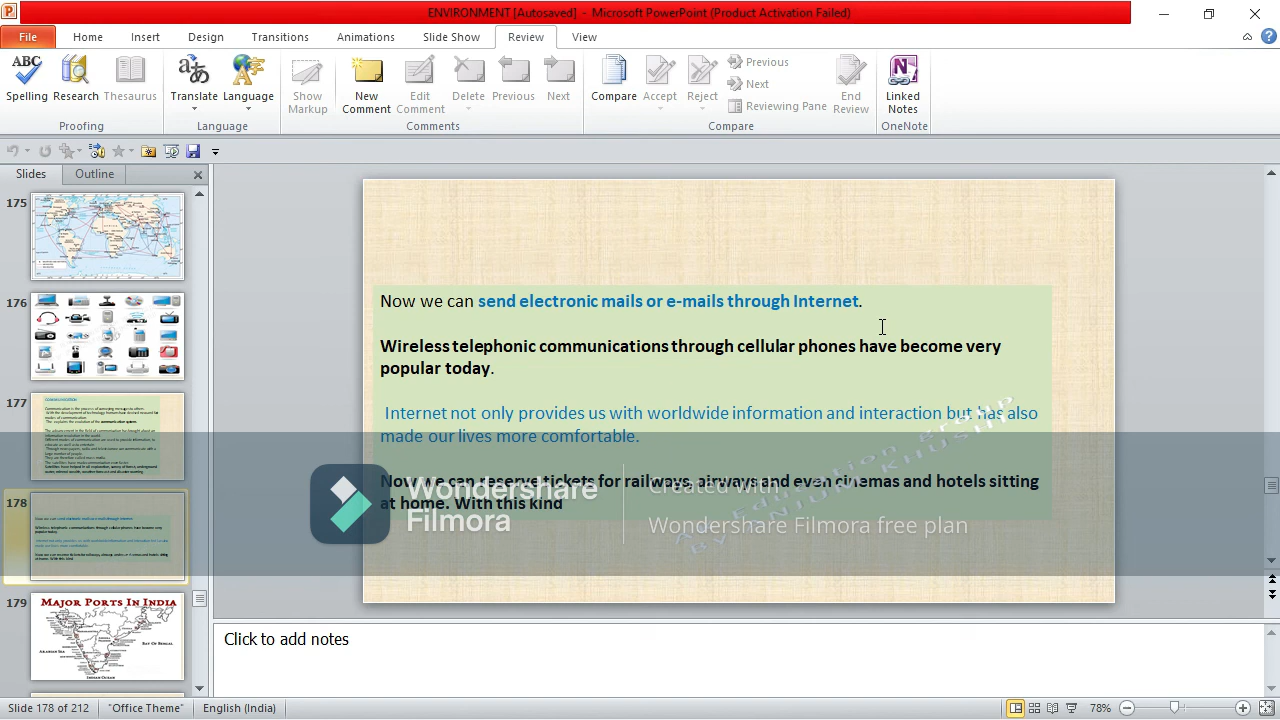 ENVIRONMENT [Autosaved] - Microsoft PowerPoint (Product Activation Failed)
File Home Insert Design Transitions Animations Slide Show Review View
Spelling Research Thesaurus Translate Language Show Markup New Comment Edit Comment Delete Previous Next Compare Accept Reject Previous Next Reviewing Pane End Review Linked Notes
Proofing Language Comments Compare OneNote
Slides Outline
175
176
177
178
179
MAJOR PORTS IN INDIA
Now we can send electronic mails or e-mails through Internet.
Wireless telephonic communications through cellular phones have become very
popular today.
Internet not only provides us with worldwide information and interaction but has also
made our lives more comfortable.
Now we can reserve tickets for railways, airways and even cinemas and hotels sitting
at home. With this kind
Wondershare
Filmora
Created with
Wondershare Filmora free plan
Click to add notes
Slide 178 of 212 "Office Theme" English (India) 78%